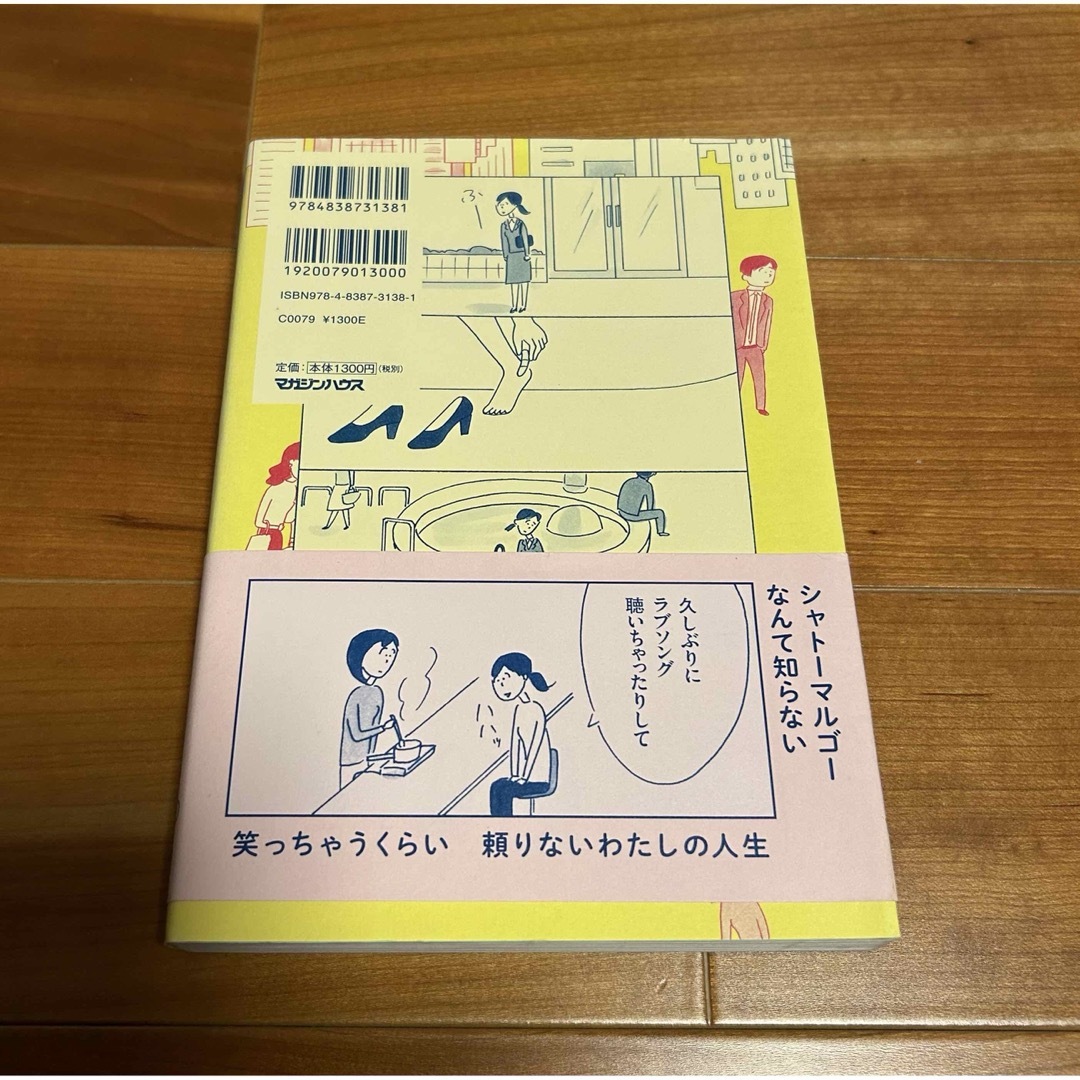 9784838731381
1920079013000
ISBN978-4-8387-3138-1
C0079 ¥1300E
定価：本体1300円（税別）
マガジンハウス
ふー
久しぶりに
ラブソング
聴いちゃったりして
ハハッ
シャトーマルゴー
なんて知らない
笑っちゃうくらい　頼りないわたしの人生